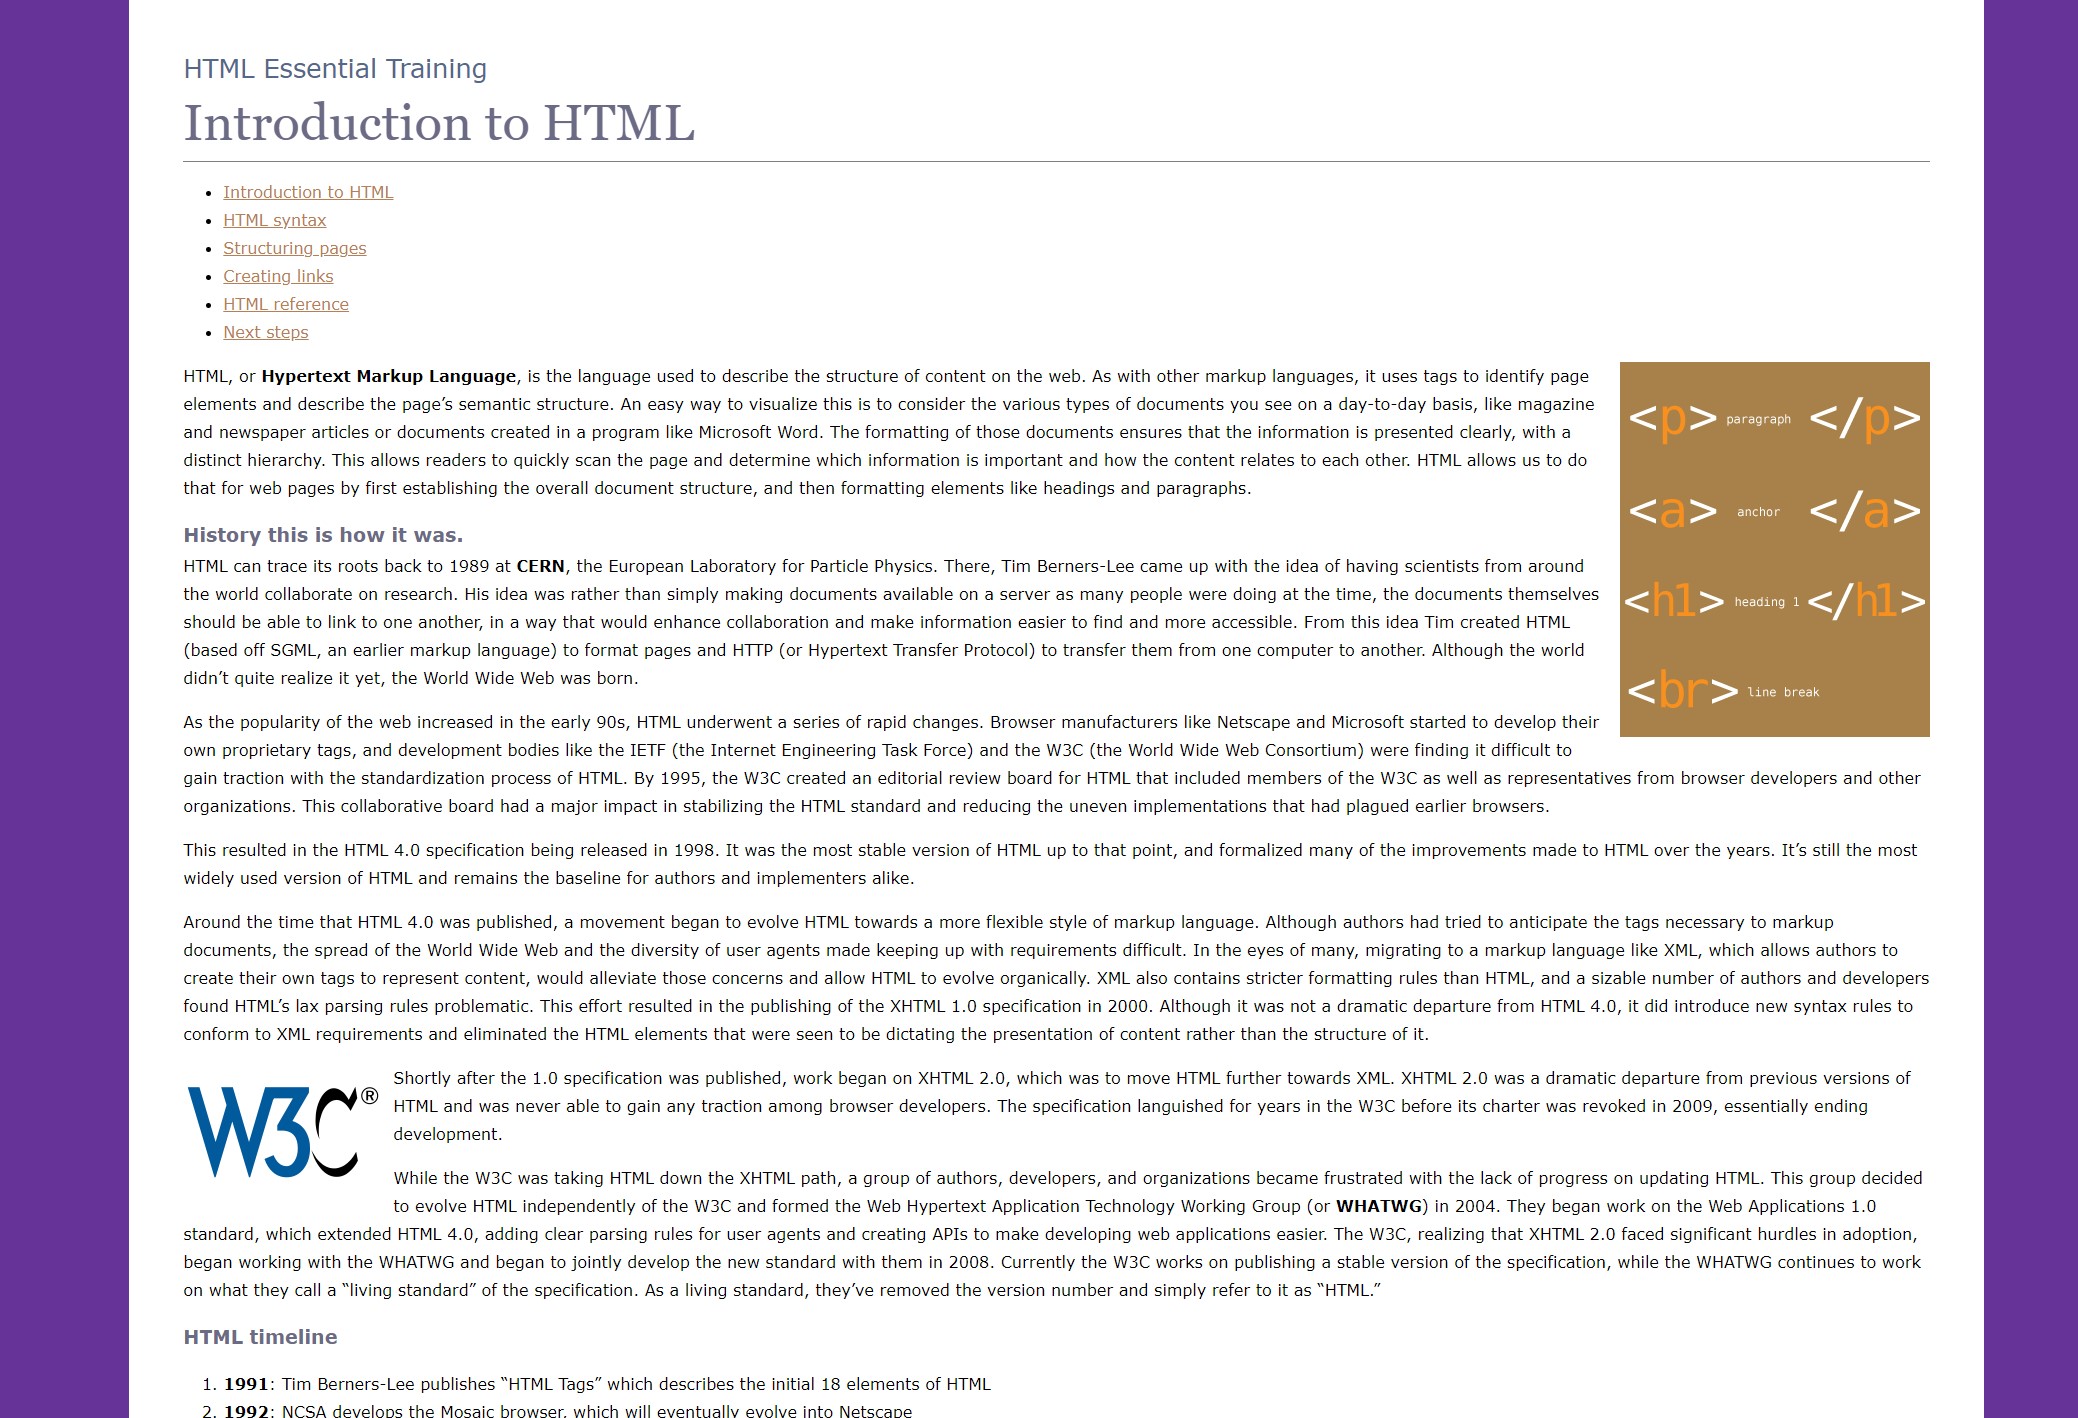 HTML Essential Training
Introduction to HTML
Introduction to HTML
HTML syntax
Structuring pages
Creating links
HTML reference
Next steps
HTML, or Hypertext Markup Language, is the language used to describe the structure of content on the web. As with other markup languages, it uses tags to identify page
elements and describe the page’s semantic structure. An easy way to visualize this is to consider the various types of documents you see on a day-to-day basis, like magazine
and newspaper articles or documents created in a program like Microsoft Word. The formatting of those documents ensures that the information is presented clearly, with a
distinct hierarchy. This allows readers to quickly scan the page and determine which information is important and how the content relates to each other. HTML allows us to do
that for web pages by first establishing the overall document structure, and then formatting elements like headings and paragraphs.
<p> paragraph </p>
<a> anchor </a>
<h1> heading 1 </h1>
<br> line break
History this is how it was.
HTML can trace its roots back to 1989 at CERN, the European Laboratory for Particle Physics. There, Tim Berners-Lee came up with the idea of having scientists from around
the world collaborate on research. His idea was rather than simply making documents available on a server as many people were doing at the time, the documents themselves
should be able to link to one another, in a way that would enhance collaboration and make information easier to find and more accessible. From this idea Tim created HTML
(based off SGML, an earlier markup language) to format pages and HTTP (or Hypertext Transfer Protocol) to transfer them from one computer to another. Although the world
didn’t quite realize it yet, the World Wide Web was born.
As the popularity of the web increased in the early 90s, HTML underwent a series of rapid changes. Browser manufacturers like Netscape and Microsoft started to develop their
own proprietary tags, and development bodies like the IETF (the Internet Engineering Task Force) and the W3C (the World Wide Web Consortium) were finding it difficult to
gain traction with the standardization process of HTML. By 1995, the W3C created an editorial review board for HTML that included members of the W3C as well as representatives from browser developers and other
organizations. This collaborative board had a major impact in stabilizing the HTML standard and reducing the uneven implementations that had plagued earlier browsers.
This resulted in the HTML 4.0 specification being released in 1998. It was the most stable version of HTML up to that point, and formalized many of the improvements made to HTML over the years. It’s still the most
widely used version of HTML and remains the baseline for authors and implementers alike.
Around the time that HTML 4.0 was published, a movement began to evolve HTML towards a more flexible style of markup language. Although authors had tried to anticipate the tags necessary to markup
documents, the spread of the World Wide Web and the diversity of user agents made keeping up with requirements difficult. In the eyes of many, migrating to a markup language like XML, which allows authors to
create their own tags to represent content, would alleviate those concerns and allow HTML to evolve organically. XML also contains stricter formatting rules than HTML, and a sizable number of authors and developers
found HTML’s lax parsing rules problematic. This effort resulted in the publishing of the XHTML 1.0 specification in 2000. Although it was not a dramatic departure from HTML 4.0, it did introduce new syntax rules to
conform to XML requirements and eliminated the HTML elements that were seen to be dictating the presentation of content rather than the structure of it.
W3C®
Shortly after the 1.0 specification was published, work began on XHTML 2.0, which was to move HTML further towards XML. XHTML 2.0 was a dramatic departure from previous versions of
HTML and was never able to gain any traction among browser developers. The specification languished for years in the W3C before its charter was revoked in 2009, essentially ending
development.
While the W3C was taking HTML down the XHTML path, a group of authors, developers, and organizations became frustrated with the lack of progress on updating HTML. This group decided
to evolve HTML independently of the W3C and formed the Web Hypertext Application Technology Working Group (or WHATWG) in 2004. They began work on the Web Applications 1.0
standard, which extended HTML 4.0, adding clear parsing rules for user agents and creating APIs to make developing web applications easier. The W3C, realizing that XHTML 2.0 faced significant hurdles in adoption,
began working with the WHATWG and began to jointly develop the new standard with them in 2008. Currently the W3C works on publishing a stable version of the specification, while the WHATWG continues to work
on what they call a “living standard” of the specification. As a living standard, they’ve removed the version number and simply refer to it as “HTML.”
HTML timeline
1. 1991: Tim Berners-Lee publishes “HTML Tags” which describes the initial 18 elements of HTML
2. 1992: NCSA develops the Mosaic browser, which will eventually evolve into Netscape